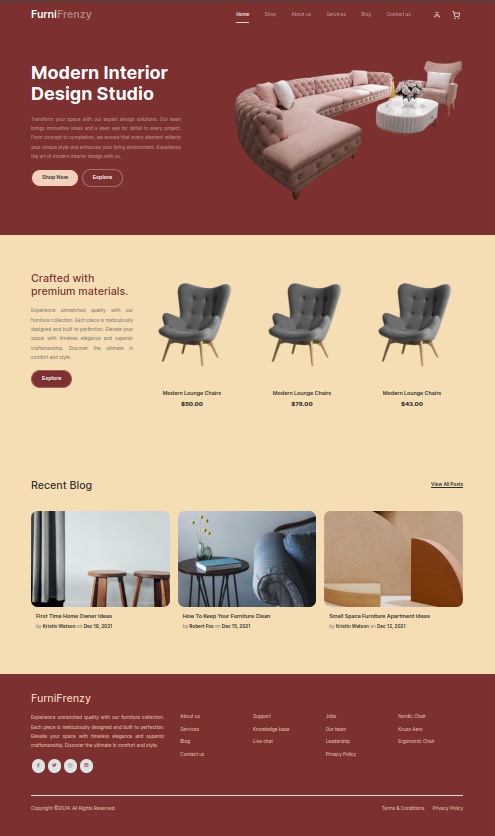 FurniFrenzy
Home Shop About us Services Blog Contact us
Modern Interior
Design Studio
Transform your space with our expert design solutions. Our team
brings innovative ideas and a keen eye for detail to every project.
From concept to completion, we ensure that every element reflects
your unique style and enhances your living environment. Experience
the art of modern interior design with us.
Shop Now Explore
Crafted with
premium materials.
Experience unmatched quality with our
furniture collection. Each piece is meticulously
designed and built to perfection. Elevate your
space with timeless elegance and superior
craftsmanship. Discover the ultimate in
comfort and style.
Explore
Modern Lounge Chairs
$50.00
Modern Lounge Chairs
$78.00
Modern Lounge Chairs
$43.00
Recent Blog
View All Posts
First Time Home Owner Ideas
by Kristin Watson on Dec 19, 2021
How To Keep Your Furniture Clean
by Robert Fox on Dec 15, 2021
Small Space Furniture Apartment Ideas
by Kristin Watson on Dec 12, 2021
FurniFrenzy
Experience unmatched quality with our furniture collection.
Each piece is meticulously designed and built to perfection.
Elevate your space with timeless elegance and superior
craftsmanship. Discover the ultimate in comfort and style.
About us
Services
Blog
Contact us
Support
Knowledge base
Live chat
Jobs
Our team
Leadership
Privacy Policy
Nordic Chair
Kruzo Aero
Ergonomic Chair
Copyright ©2024. All Rights Reserved.
Terms & Conditions Privacy Policy